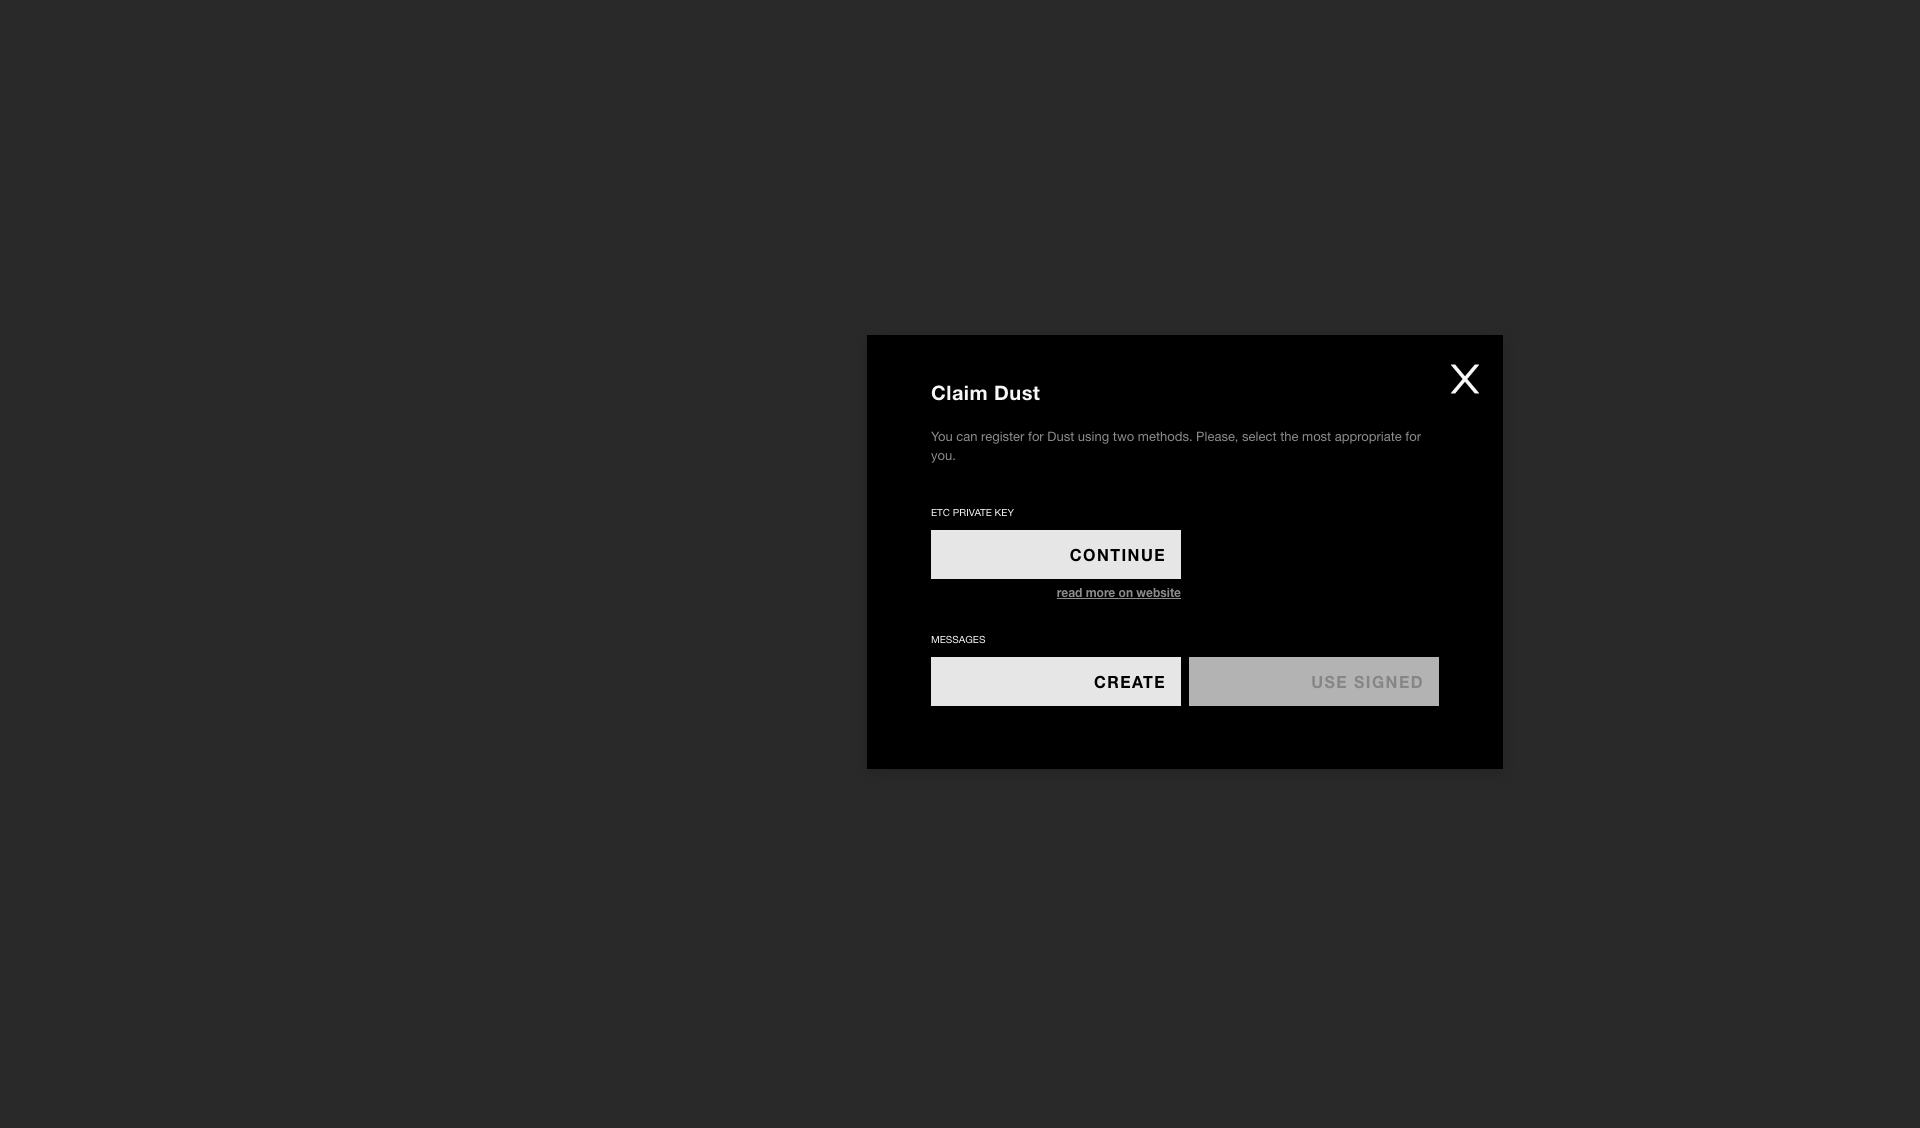 Claim Dust
You can register for Dust using two methods. Please, select the most appropriate for
you.
ETC PRIVATE KEY
CONTINUE
read more on website
MESSAGES
CREATE
USE SIGNED